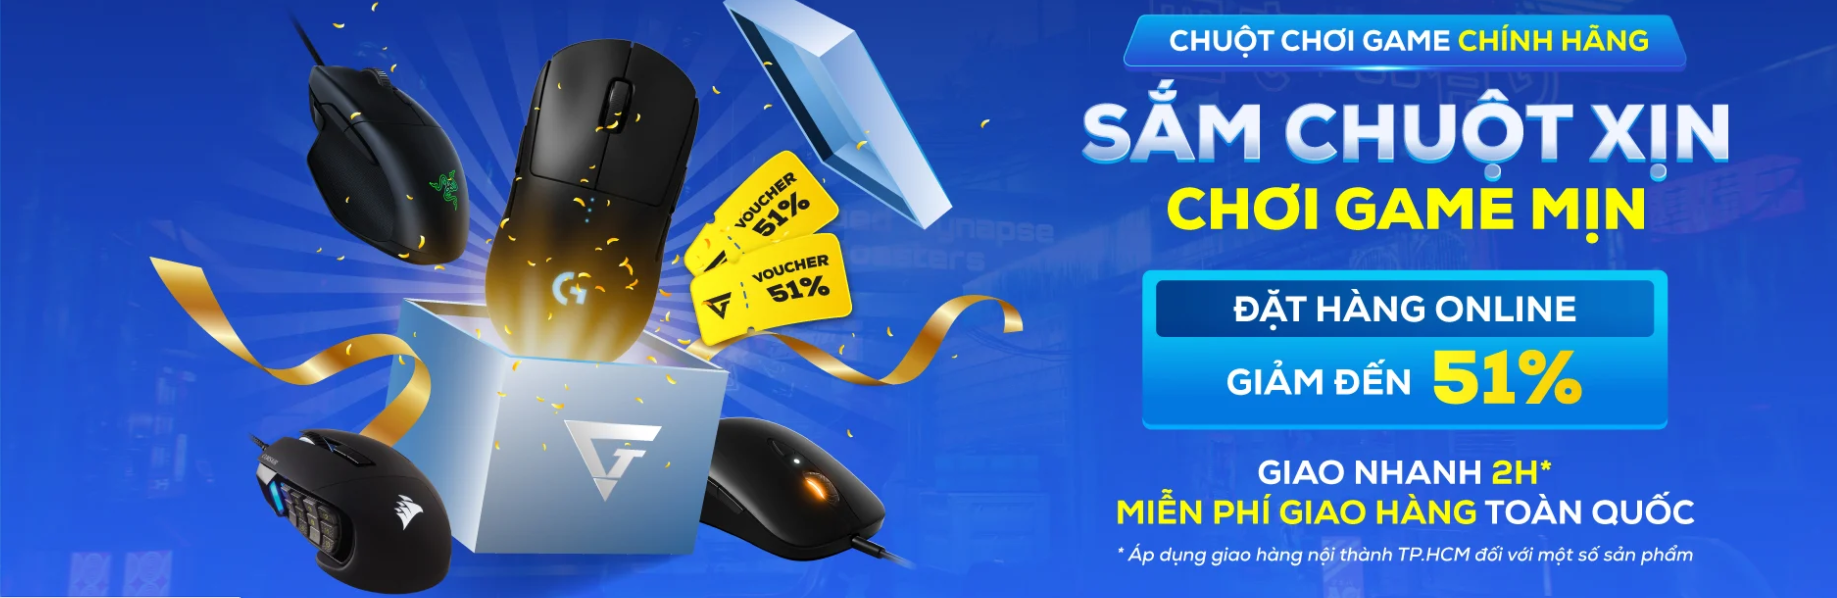 CHUỘT CHƠI GAME CHÍNH HÃNG
SẮM CHUỘT XỊN
CHƠI GAME MỊN
VOUCHER
51%
VOUCHER
51%
ĐẶT HÀNG ONLINE
GIẢM ĐẾN 51%
GIAO NHANH 2H*
MIỄN PHÍ GIAO HÀNG TOÀN QUỐC
* Áp dụng giao hàng nội thành TP.HCM đối với một số sản phẩm